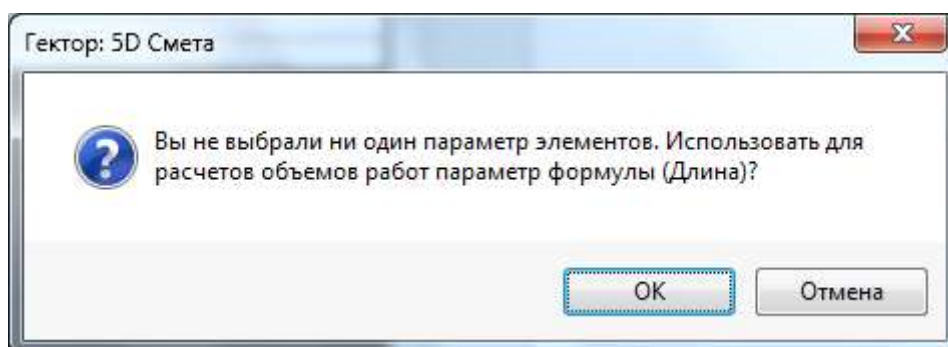 Гектор: 5D Смета
Вы не выбрали ни один параметр элементов. Использовать для
расчетов объемов работ параметр формулы (Длина)?
ОК
Отмена